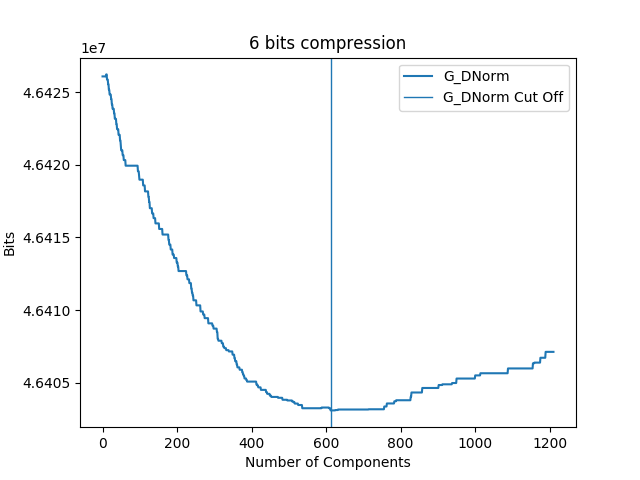 6 bits compression
1e7
G_DNorm
G_DNorm Cut Off
4.6425
4.6420
4.6415
4.6410
4.6405
Bits
0 200 400 600 800 1000 1200
Number of Components